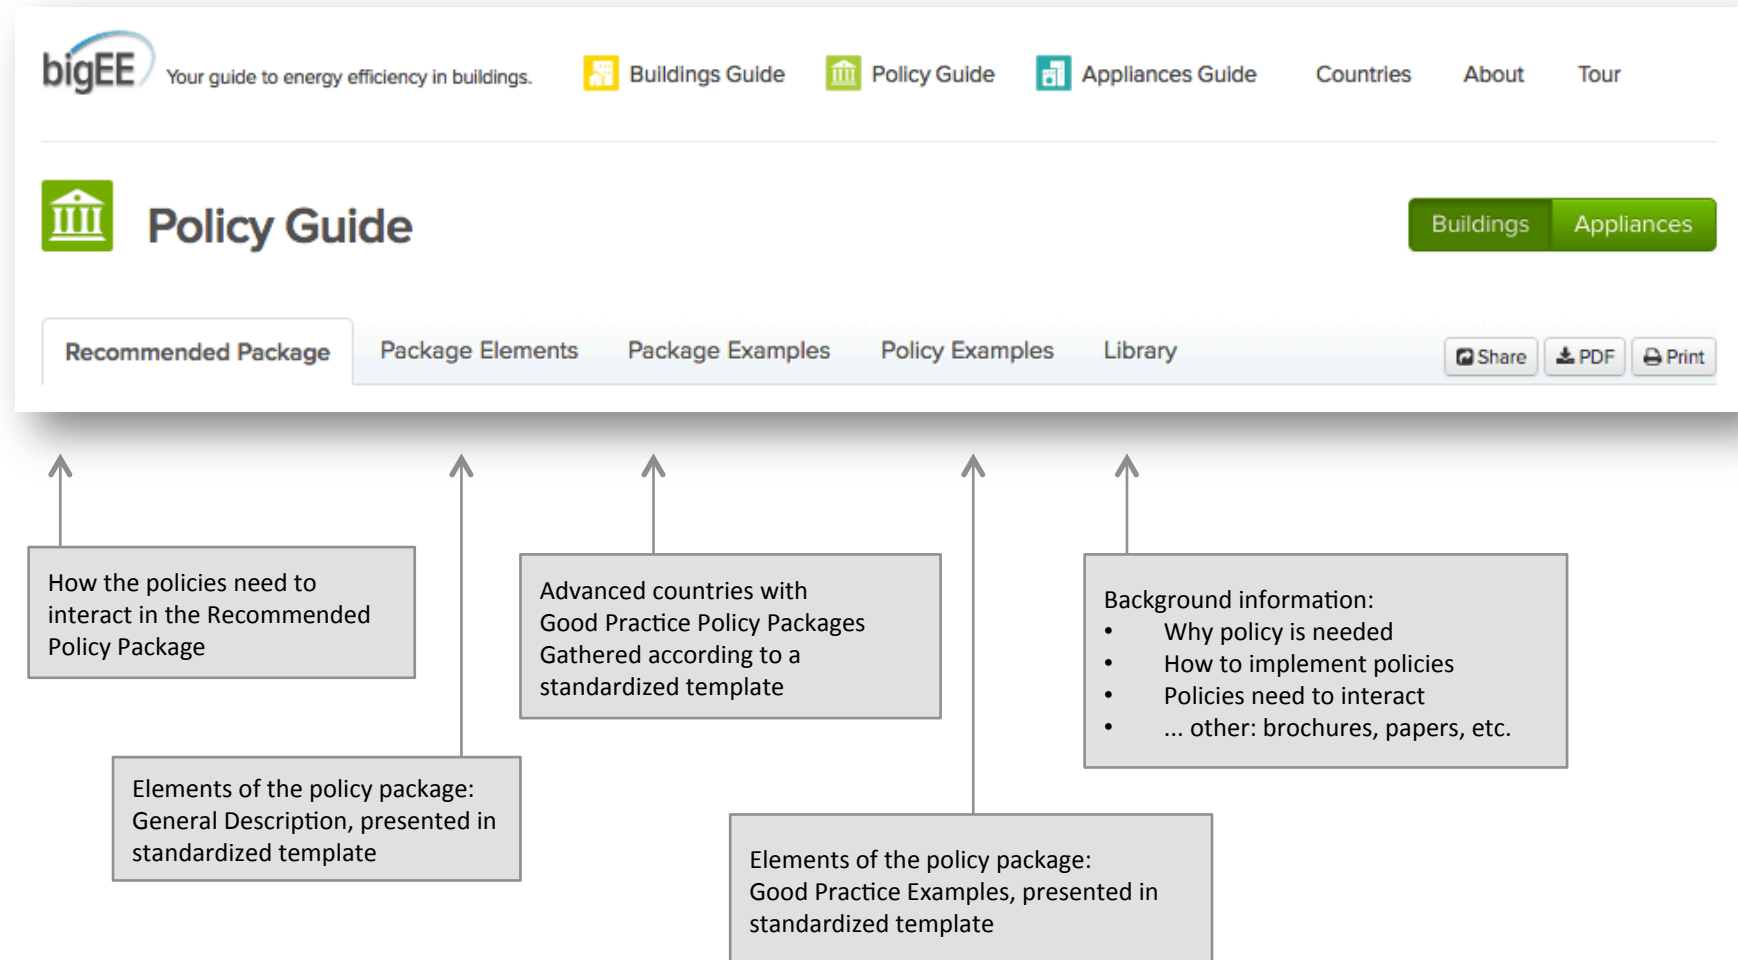 bigEE Your guide to energy efficiency in buildings. Buildings Guide Policy Guide Appliances Guide Countries About Tour
Policy Guide
Buildings Appliances
Recommended Package Package Elements Package Examples Policy Examples Library Share PDF Print
How the policies need to
interact in the Recommended
Policy Package
Advanced countries with
Good Practice Policy Packages
Gathered according to a
standardized template
Background information:
• Why policy is needed
• How to implement policies
• Policies need to interact
• ... other: brochures, papers, etc.
Elements of the policy package:
General Description, presented in
standardized template
Elements of the policy package:
Good Practice Examples, presented in
standardized template